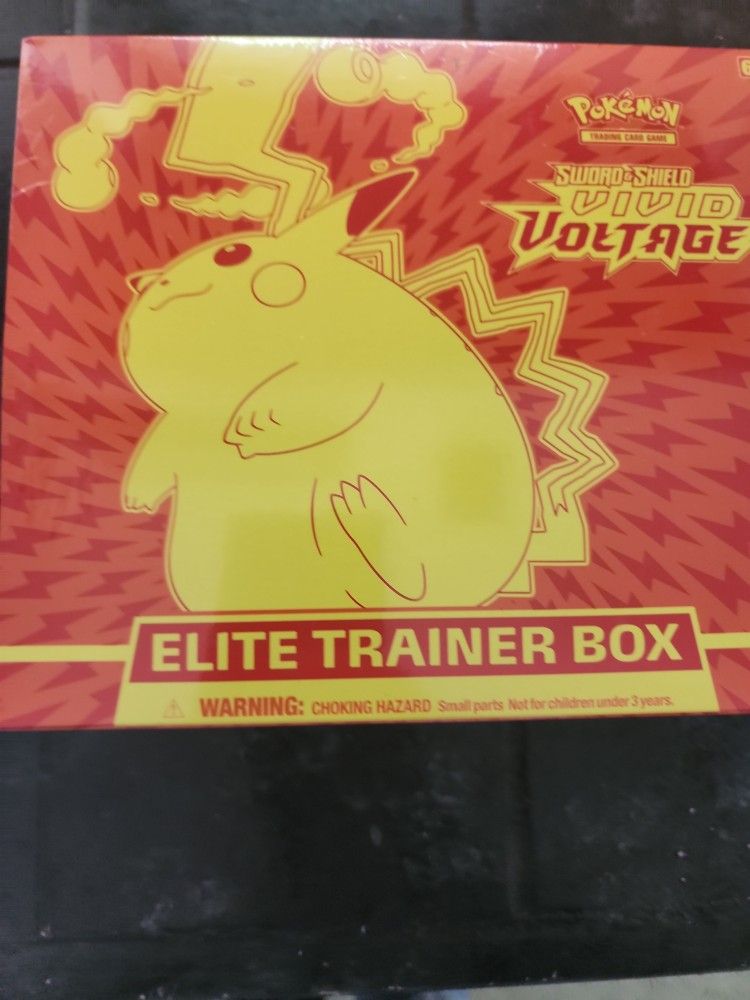 6
POKéMON
TRADING CARD GAME
SWORD & SHIELD
VIVID
VOLTAGE
ELITE TRAINER BOX
WARNING: CHOKING HAZARD Small parts Not for children under 3 years.